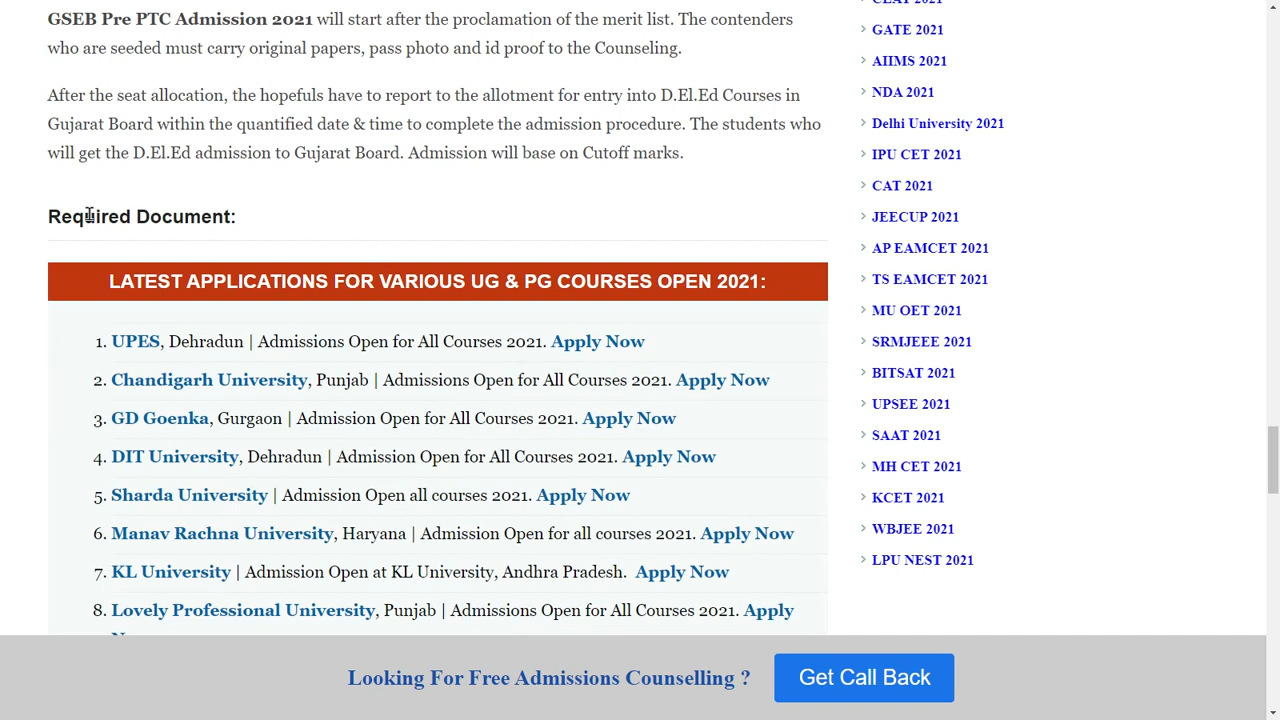 GSEB Pre PTC Admission 2021 will start after the proclamation of the merit list. The contenders
who are seeded must carry original papers, pass photo and id proof to the Counseling.
After the seat allocation, the hopefuls have to report to the allotment for entry into D.El.Ed Courses in
Gujarat Board within the quantified date & time to complete the admission procedure. The students who
will get the D.El.Ed admission to Gujarat Board. Admission will base on Cutoff marks.
Required Document:
LATEST APPLICATIONS FOR VARIOUS UG & PG COURSES OPEN 2021:
1. UPES, Dehradun | Admissions Open for All Courses 2021. Apply Now
2. Chandigarh University, Punjab | Admissions Open for All Courses 2021. Apply Now
3. GD Goenka, Gurgaon | Admission Open for All Courses 2021. Apply Now
4. DIT University, Dehradun | Admission Open for All Courses 2021. Apply Now
5. Sharda University | Admission Open all courses 2021. Apply Now
6. Manav Rachna University, Haryana | Admission Open for all courses 2021. Apply Now
7. KL University | Admission Open at KL University, Andhra Pradesh. Apply Now
8. Lovely Professional University, Punjab | Admissions Open for All Courses 2021. Apply
GATE 2021
AIIMS 2021
NDA 2021
Delhi University 2021
IPU CET 2021
CAT 2021
JEECUP 2021
AP EAMCET 2021
TS EAMCET 2021
MU OET 2021
SRMJEEE 2021
BITSAT 2021
UPSEE 2021
SAAT 2021
MH CET 2021
KCET 2021
WBJEE 2021
LPU NEST 2021
Looking For Free Admissions Counselling ?
Get Call Back